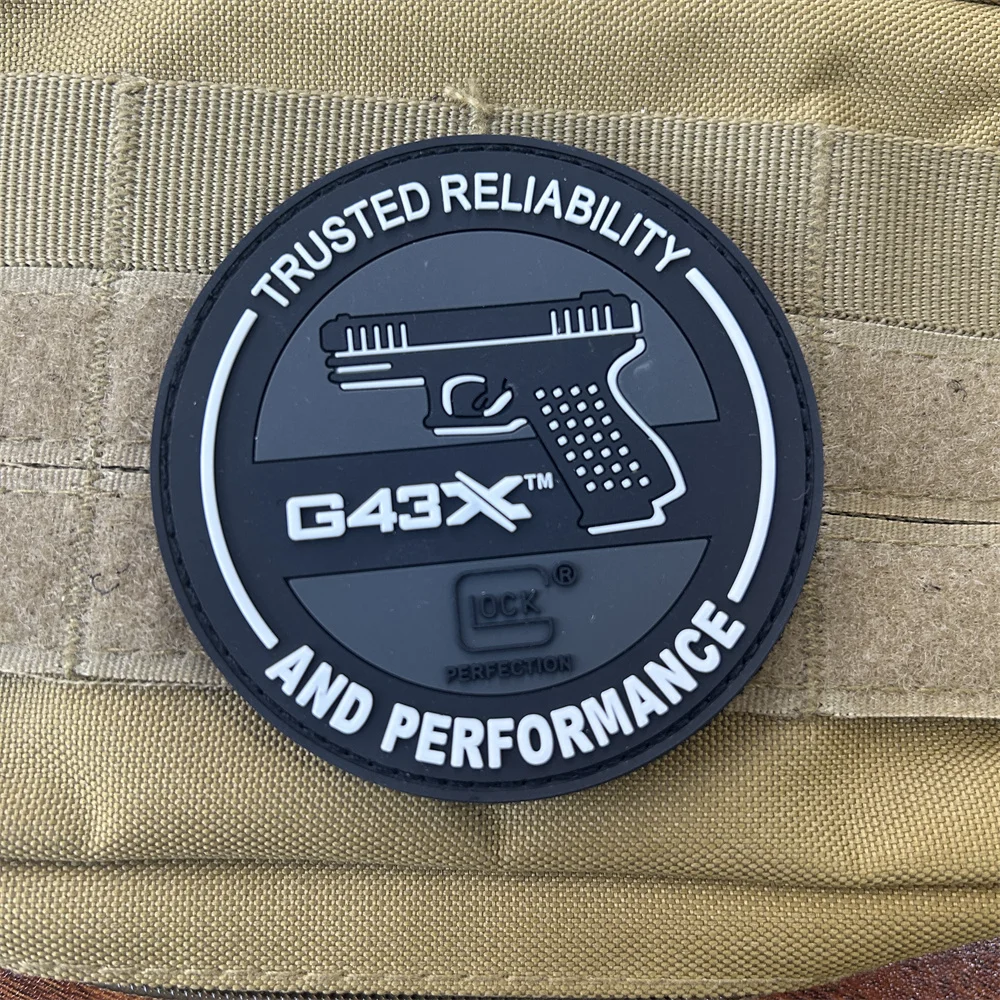 TRUSTED RELIABILITY
G43X™
GLOCK®
PERFECTION
AND PERFORMANCE